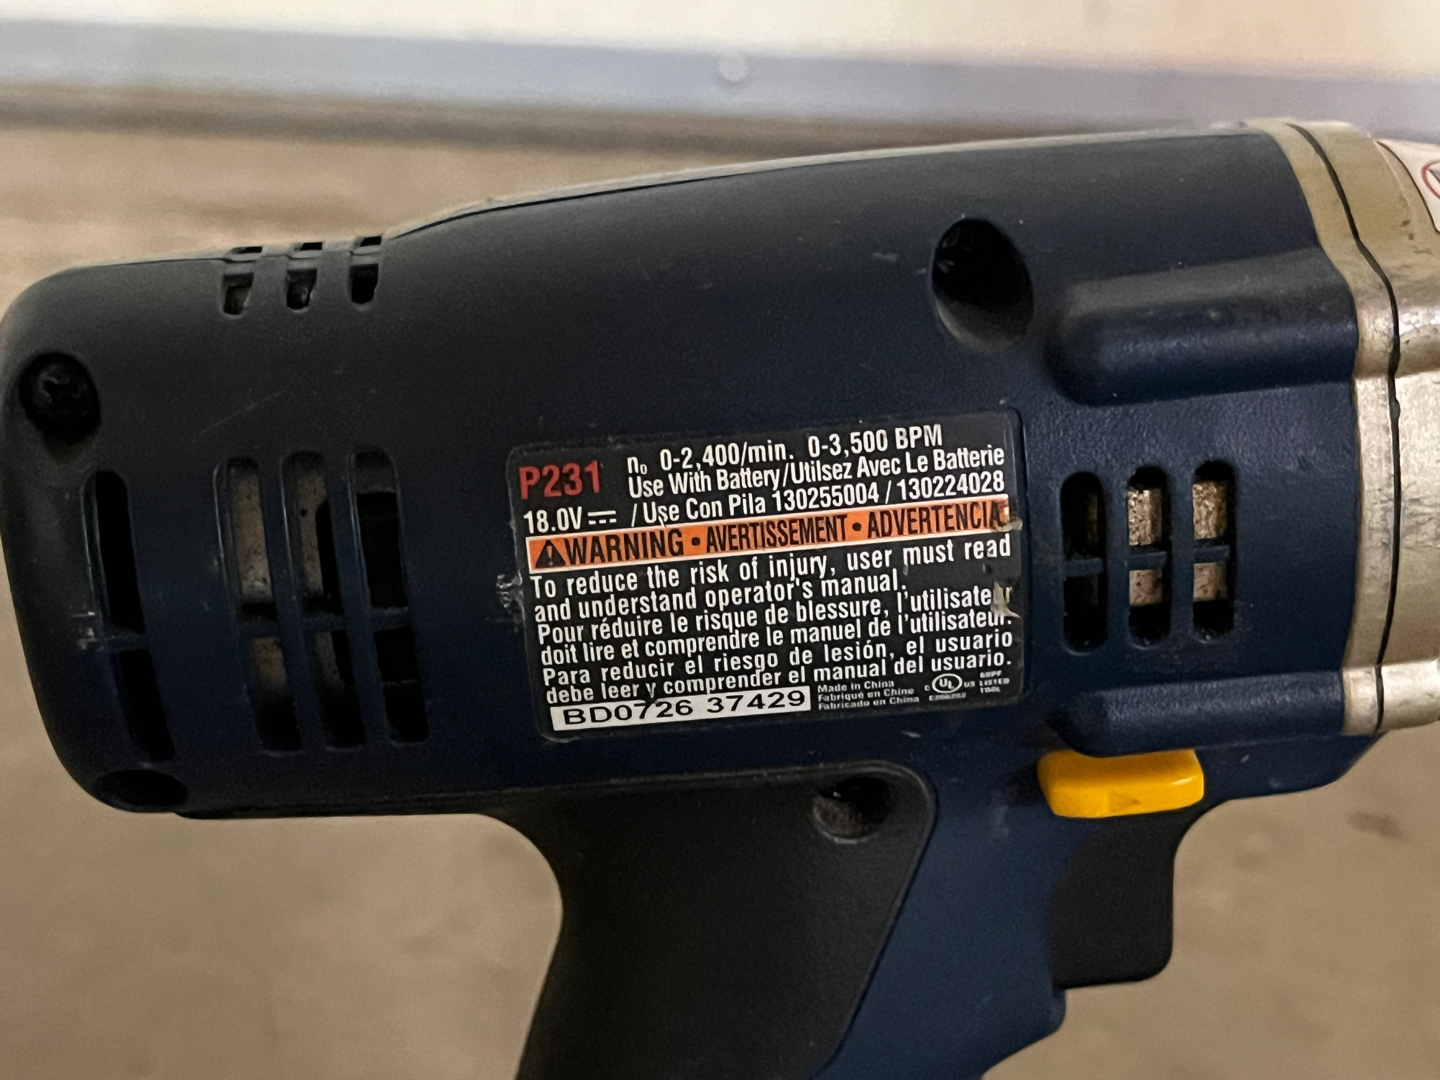 P231
n₀ 0-2,400/min. 0-3,500 BPM
Use With Battery/Utilsez Avec Le Batterie
18.0V ⎓ / Use Con Pila 130255004 / 130224028
WARNING • AVERTISSEMENT • ADVERTENCIA
To reduce the risk of injury, user must read
and understand operator's manual.
Pour réduire le risque de blessure, l'utilisateur
doit lire et comprendre le manuel de l'utilisateur.
Para reducir el riesgo de lesión, el usuario
debe leer y comprender el manual del usuario.
BD0726 37429
Made in China
Fabriqué en Chine
Fabricado en China
C UL US
LISTED
TOOL